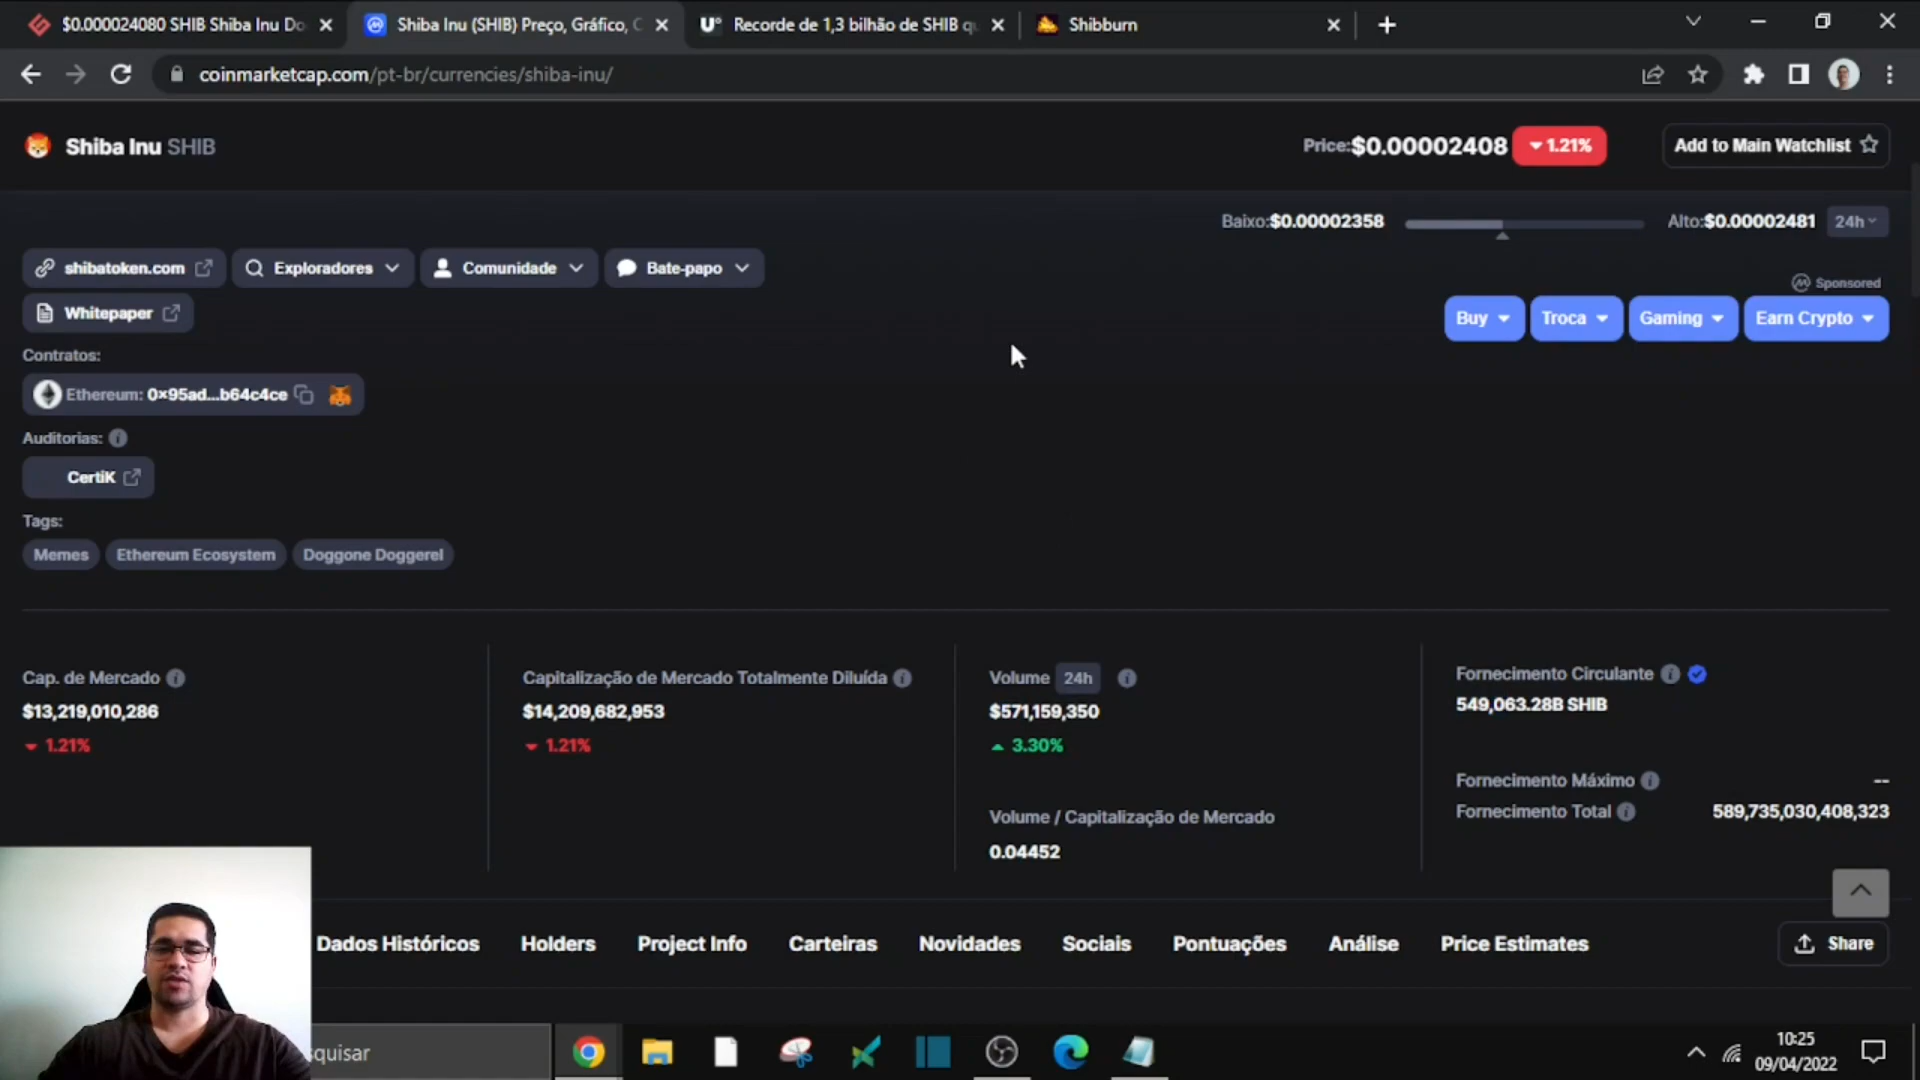 $0.000024080 SHIB Shiba Inu Do
Shiba Inu (SHIB) Preço, Gráfico, C
U°
Recorde de 1,3 bilhão de SHIB q
Shibburn
coinmarketcap.com/pt-br/currencies/shiba-inu/
Shiba Inu SHIB
Price:$0.00002408
1.21%
Add to Main Watchlist
Baixo:$0.00002358
Alto:$0.00002481
24h
shibatoken.com
Exploradores
Comunidade
Bate-papo
Sponsored
Whitepaper
Buy
Troca
Gaming
Earn Crypto
Contratos:
Ethereum: 0x95ad...b64c4ce
Auditorias:
CertiK
Tags:
Memes
Ethereum Ecosystem
Doggone Doggerel
Cap. de Mercado
$13,219,010,286
1.21%
Capitalização de Mercado Totalmente Diluída
$14,209,682,953
1.21%
Volume 24h
$571,159,350
3.30%
Volume / Capitalização de Mercado
0.04452
Fornecimento Circulante
549,063.28B SHIB
Fornecimento Máximo
--
Fornecimento Total
589,735,030,408,323
Dados Históricos
Holders
Project Info
Carteiras
Novidades
Sociais
Pontuações
Análise
Price Estimates
Share
squisar
10:25
09/04/2022